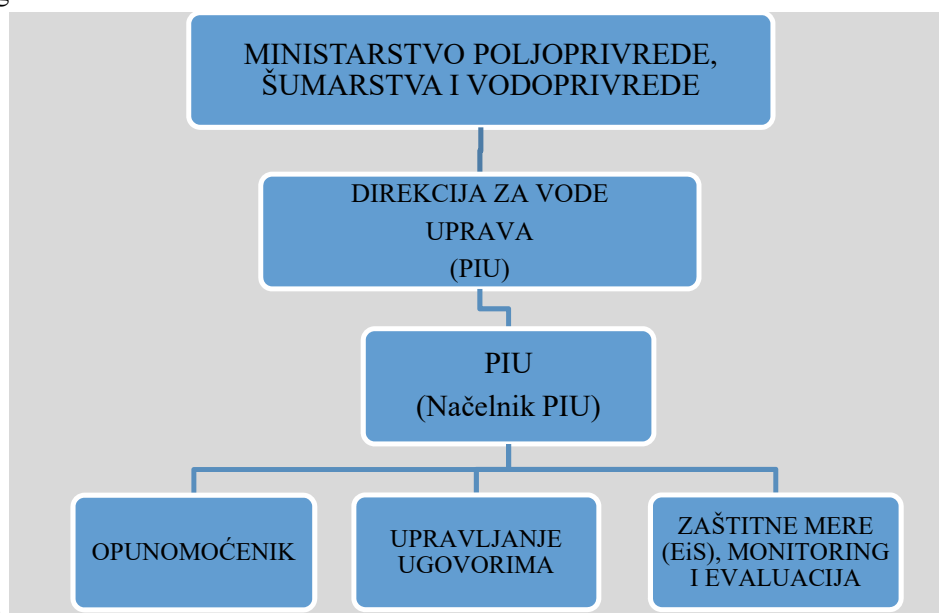 MINISTARSTVO POLJOPRIVREDE,
ŠUMARSTVA I VODOPRIVREDE
DIREKCIJA ZA VODE
UPRAVA
(PIU)
PIU
(Načelnik PIU)
OPUNOMOĆENIK
UPRAVLJANJE
UGOVORIMA
ZAŠTITNE MERE
(EiS), MONITORING
I EVALUACIJA